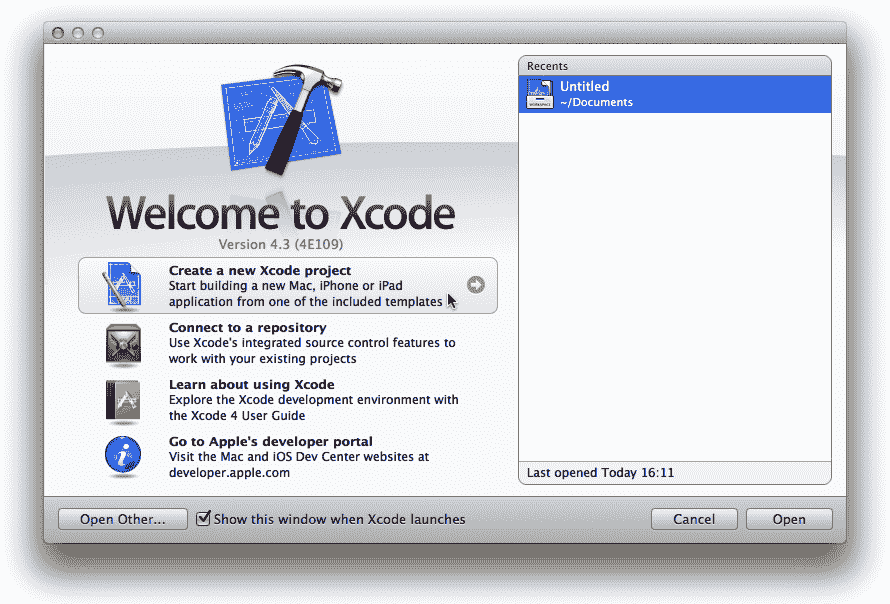 Welcome to Xcode
Version 4.3 (4E109)
Create a new Xcode project
Start building a new Mac, iPhone or iPad
application from one of the included templates
Connect to a repository
Use Xcode's integrated source control features to
work with your existing projects
Learn about using Xcode
Explore the Xcode development environment with
the Xcode 4 User Guide
Go to Apple's developer portal
Visit the Mac and iOS Dev Center websites at
developer.apple.com
Recents
Untitled
~/Documents
Last opened Today 16:11
Open Other...
Show this window when Xcode launches
Cancel
Open